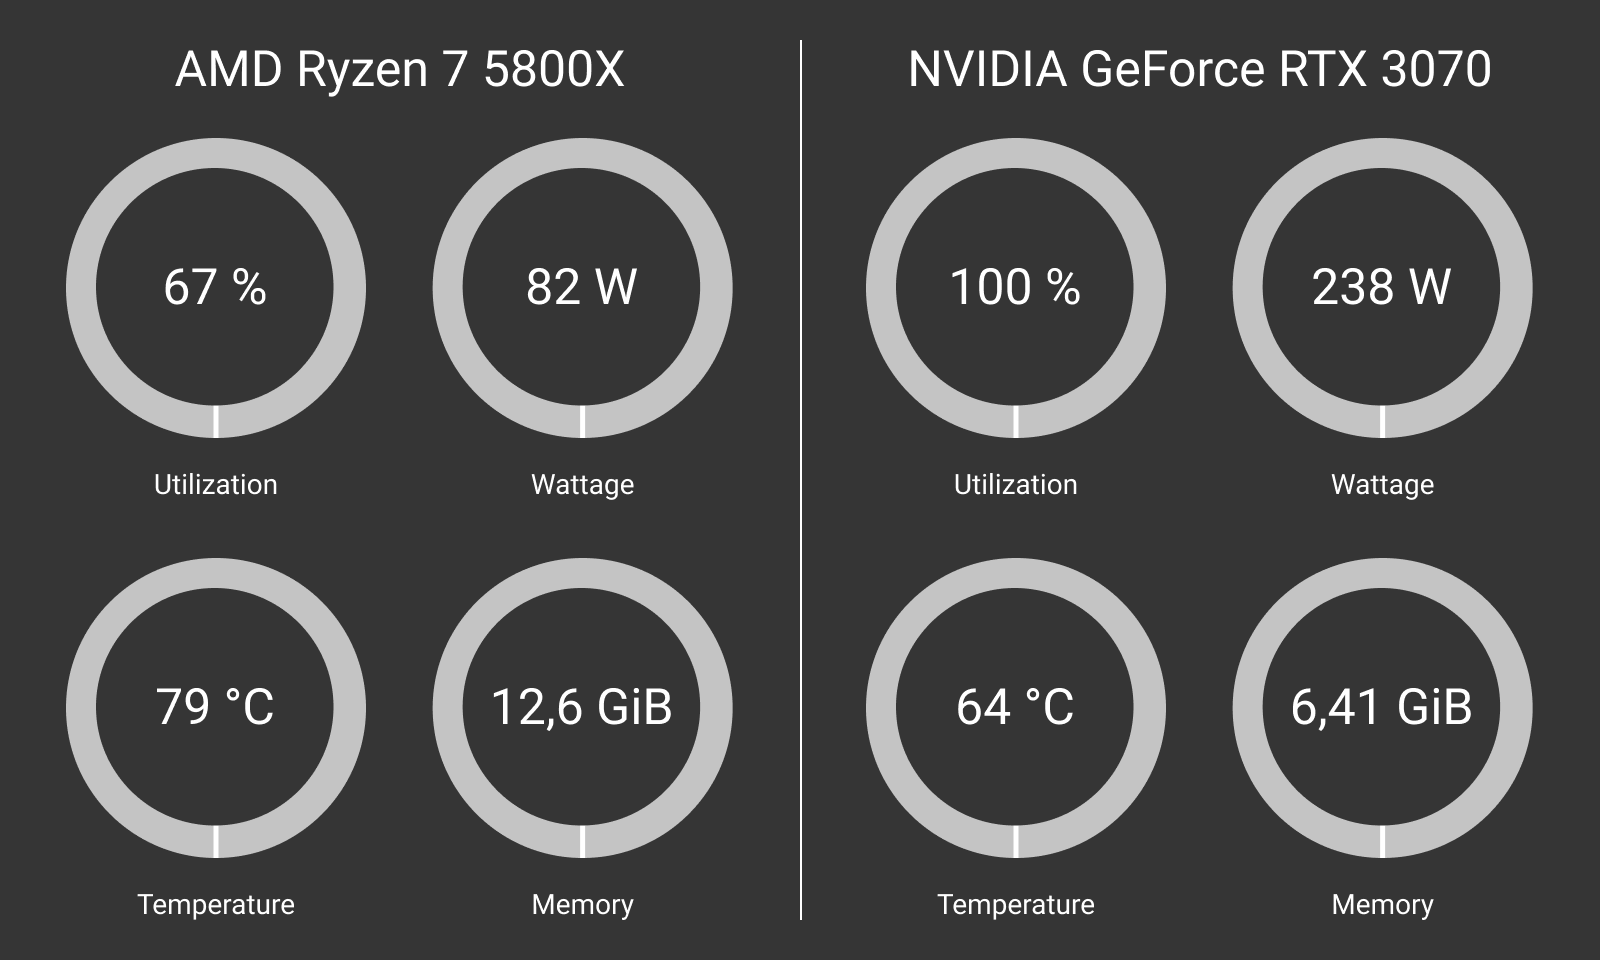 AMD Ryzen 7 5800X
67 %
82 W
Utilization
Wattage
79 °C
12,6 GiB
Temperature
Memory
NVIDIA GeForce RTX 3070
100 %
238 W
Utilization
Wattage
64 °C
6,41 GiB
Temperature
Memory